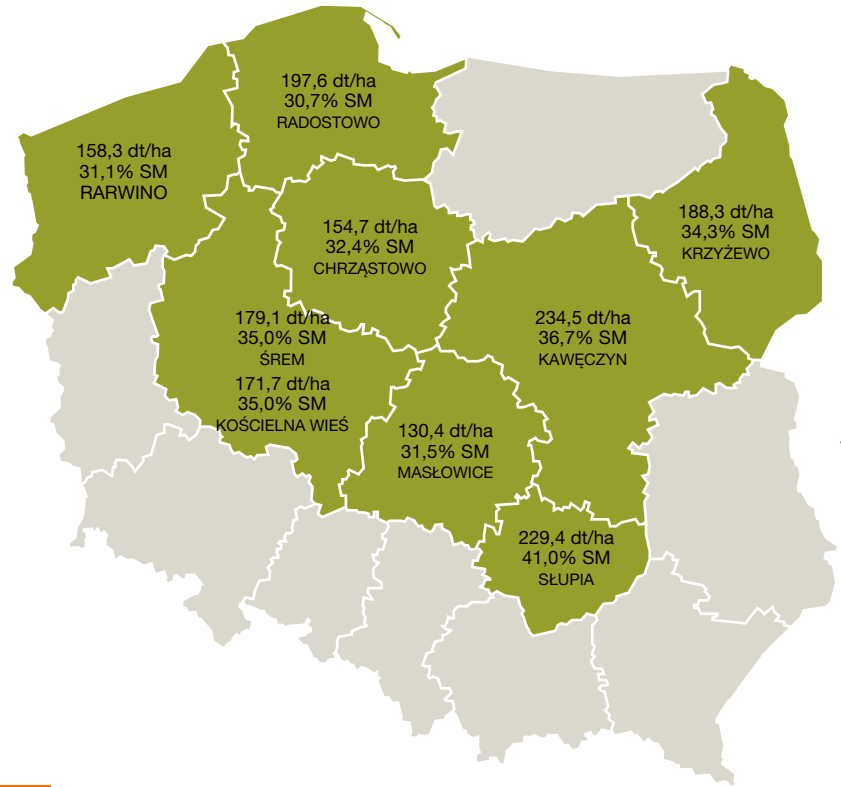 197,6 dt/ha
30,7% SM
RADOSTOWO
158,3 dt/ha
31,1% SM
RARWINO
188,3 dt/ha
34,3% SM
KRZYŻEWO
154,7 dt/ha
32,4% SM
CHRZĄSTOWO
179,1 dt/ha
35,0% SM
ŚREM
171,7 dt/ha
35,0% SM
KOŚCIELNA WIEŚ
234,5 dt/ha
36,7% SM
KAWĘCZYN
130,4 dt/ha
31,5% SM
MASŁOWICE
229,4 dt/ha
41,0% SM
SŁUPIA